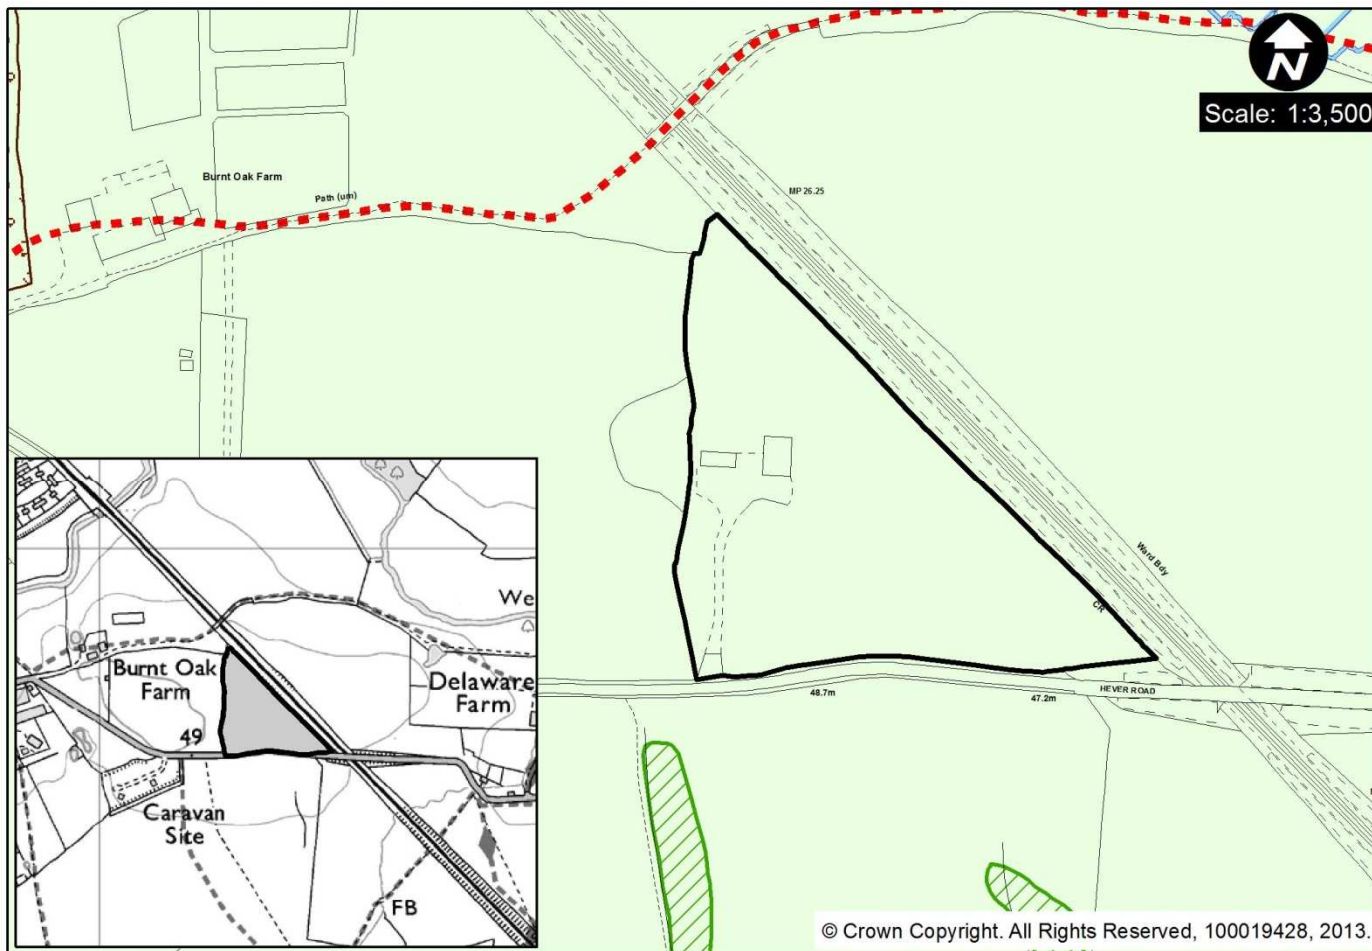 N
Scale: 1:3,500
Burnt Oak Farm
Path (um)
MP 26.25
Ward Bdy
CR
HEVER ROAD
48.7m
47.2m
We
Burnt Oak
Farm
Delaware
Farm
49
Caravan
Site
FB
© Crown Copyright. All Rights Reserved, 100019428, 2013